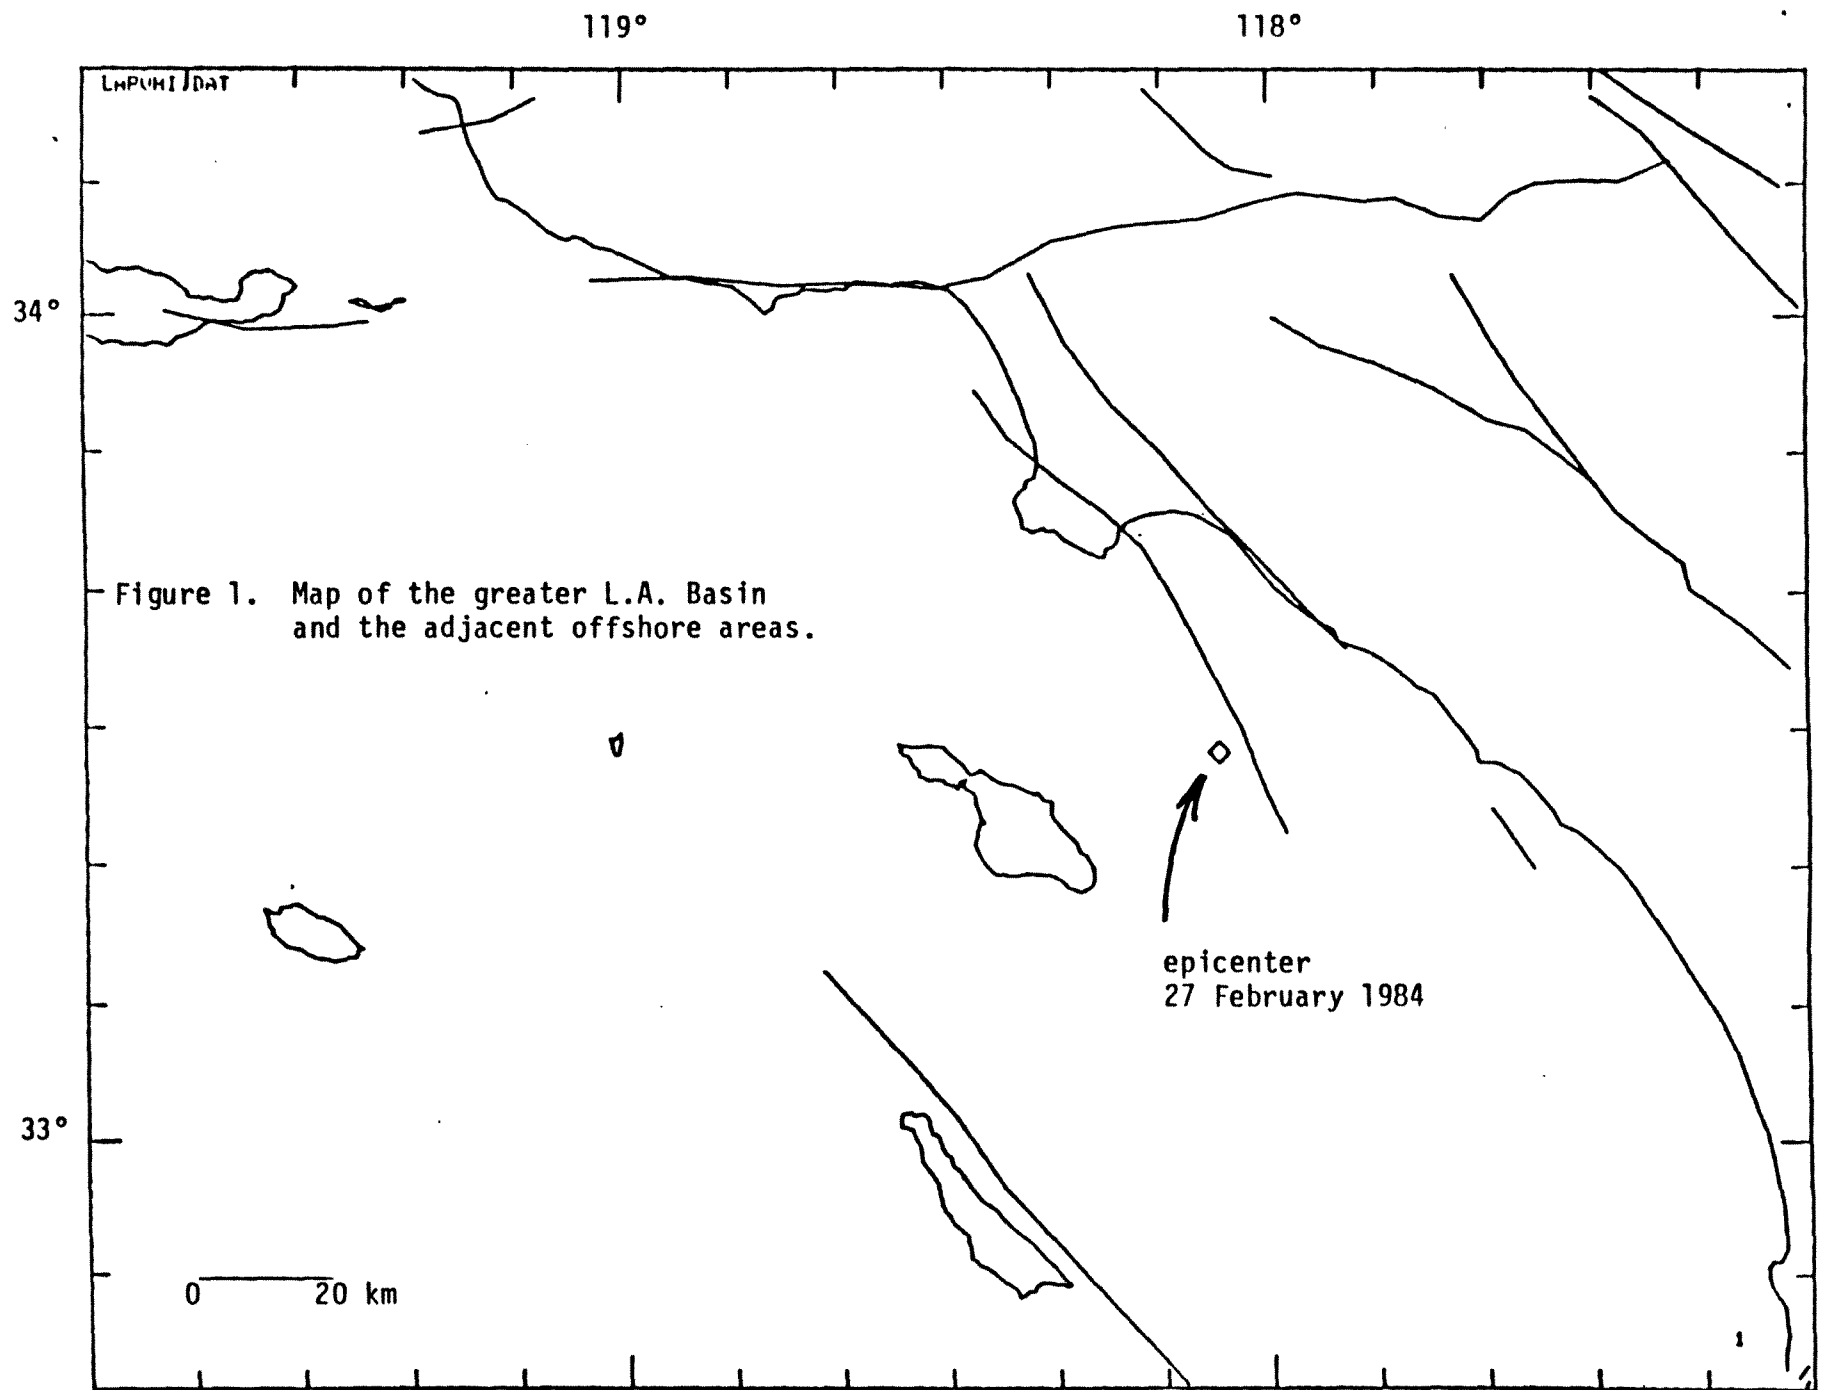 119° 118°
34°
Figure 1. Map of the greater L.A. Basin
and the adjacent offshore areas.
epicenter
27 February 1984
33°
0 20 km